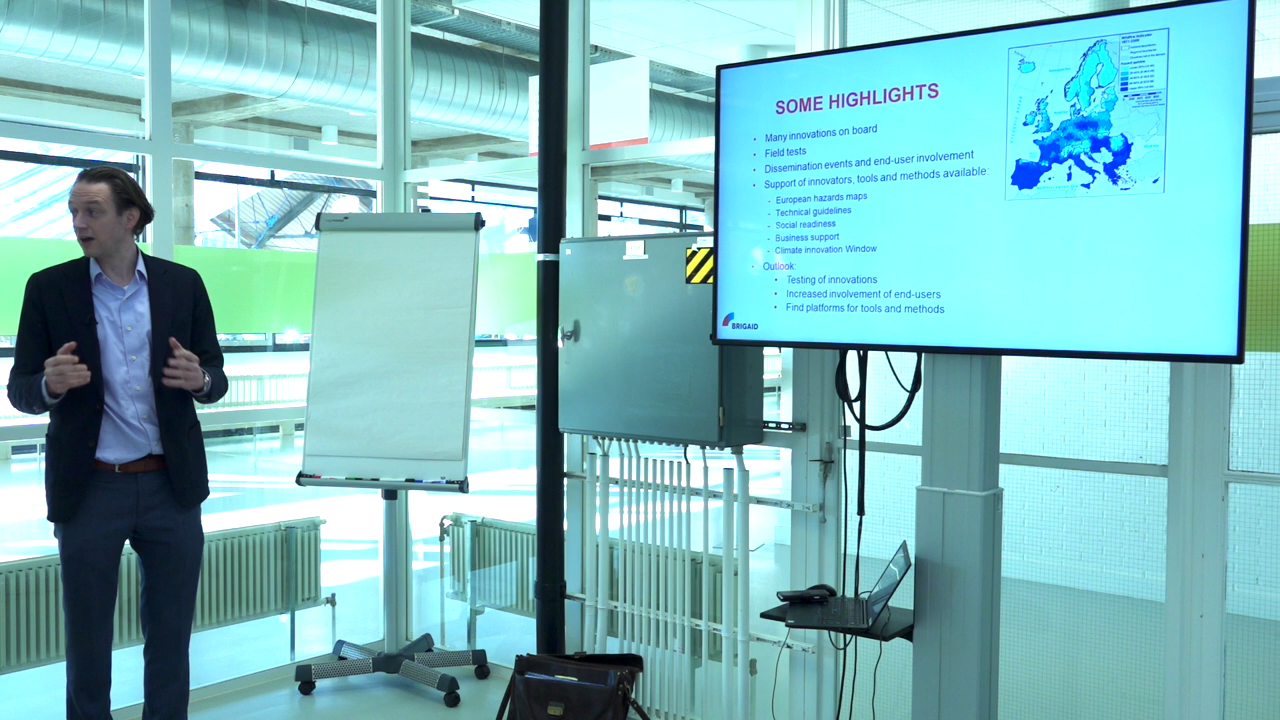 SOME HIGHLIGHTS
• Many innovations on board
• Field tests
• Dissemination events and end-user involvement
• Support of innovators, tools and methods available:
- European hazards maps
- Technical guidelines
- Social readiness
- Business support
- Climate innovation Window
• Outlook:
• Testing of innovations
• Increased involvement of end-users
• Find platforms for tools and methods
BRIGAID